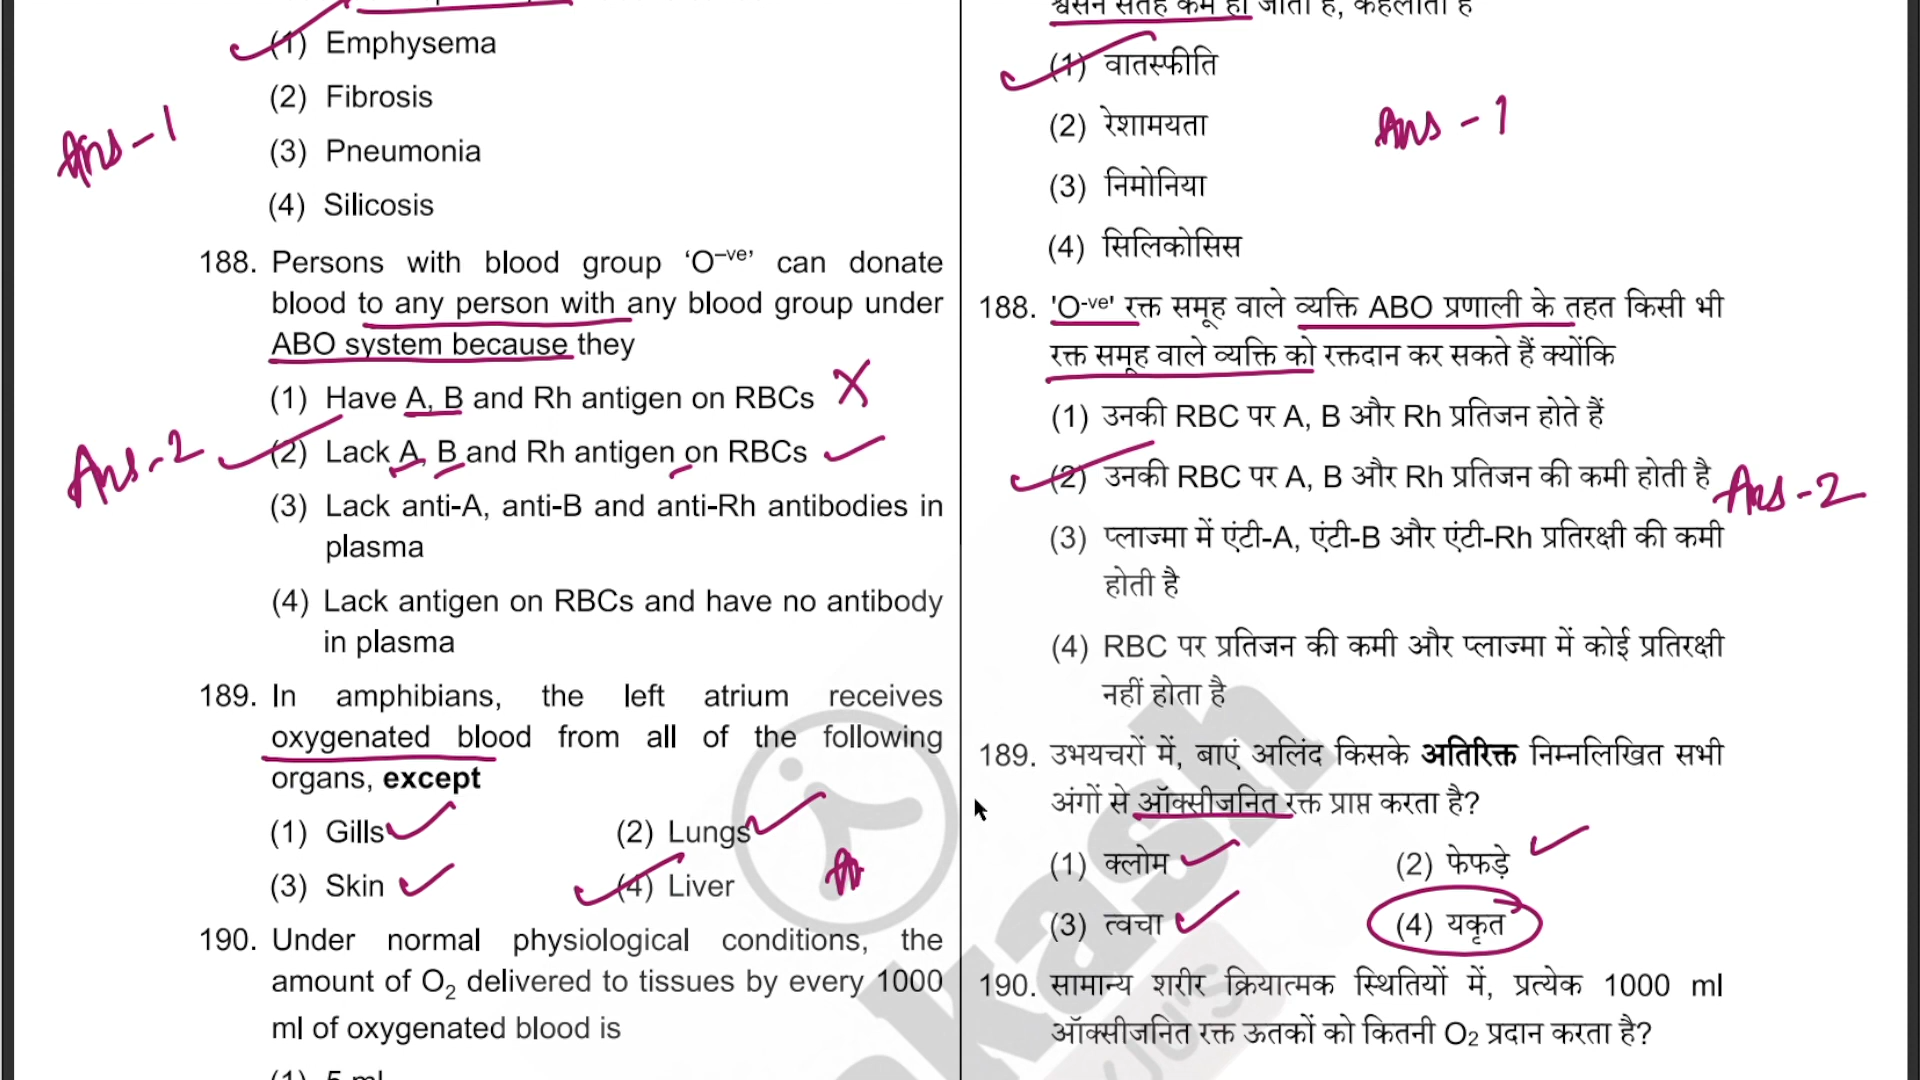 (1) Emphysema
(2) Fibrosis
(3) Pneumonia
(4) Silicosis
Ans-1
188. Persons with blood group ‘O–ve’ can donate
blood to any person with any blood group under
ABO system because they
(1) Have A, B and Rh antigen on RBCs
(2) Lack A, B and Rh antigen on RBCs
Ans-2
(3) Lack anti-A, anti-B and anti-Rh antibodies in
plasma
(4) Lack antigen on RBCs and have no antibody
in plasma
189. In amphibians, the left atrium receives
oxygenated blood from all of the following
organs, except
(1) Gills (2) Lungs
(3) Skin (4) Liver
190. Under normal physiological conditions, the
amount of O2 delivered to tissues by every 1000
ml of oxygenated blood is
(1) 5 ml
श्वसन सतह कम हो जाती है, कहलाती है
(1) वातस्फीति
(2) रेशामयता
Ans - 1
(3) निमोनिया
(4) सिलिकोसिस
188. 'O-ve' रक्त समूह वाले व्यक्ति ABO प्रणाली के तहत किसी भी
रक्त समूह वाले व्यक्ति को रक्तदान कर सकते हैं क्योंकि
(1) उनकी RBC पर A, B और Rh प्रतिजन होते हैं
(2) उनकी RBC पर A, B और Rh प्रतिजन की कमी होती है
Ans-2
(3) प्लाज्मा में एंटी-A, एंटी-B और एंटी-Rh प्रतिरक्षी की कमी
होती है
(4) RBC पर प्रतिजन की कमी और प्लाज्मा में कोई प्रतिरक्षी
नहीं होता है
189. उभयचरों में, बाएं अलिंद किसके अतिरिक्त निम्नलिखित सभी
अंगों से ऑक्सीजनित रक्त प्राप्त करता है?
(1) क्लोम (2) फेफड़े
(3) त्वचा (4) यकृत
190. सामान्य शरीर क्रियात्मक स्थितियों में, प्रत्येक 1000 ml
ऑक्सीजनित रक्त ऊतकों को कितनी O2 प्रदान करता है?